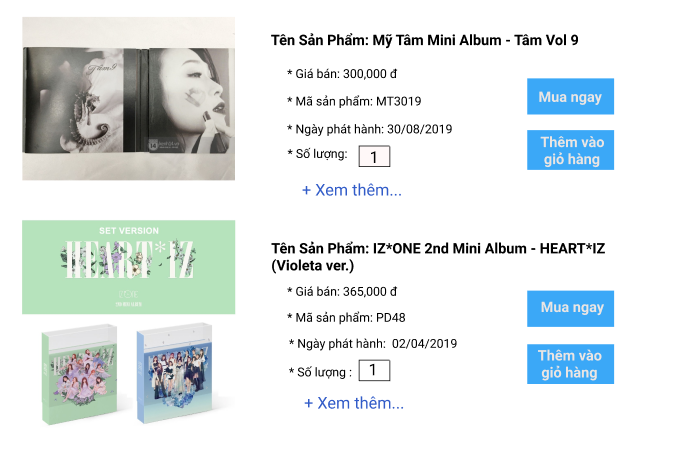 Tâm 9
Tên Sản Phẩm: Mỹ Tâm Mini Album - Tâm Vol 9
* Giá bán: 300,000 đ
* Mã sản phẩm: MT3019
* Ngày phát hành: 30/08/2019
* Số lượng:
1
+ Xem thêm...
Mua ngay
Thêm vào
giỏ hàng
SET VERSION
HEART*IZ
Tên Sản Phẩm: IZ*ONE 2nd Mini Album - HEART*IZ
(Violeta ver.)
* Giá bán: 365,000 đ
* Mã sản phẩm: PD48
* Ngày phát hành:  02/04/2019
* Số lượng :
1
+ Xem thêm...
Mua ngay
Thêm vào
giỏ hàng